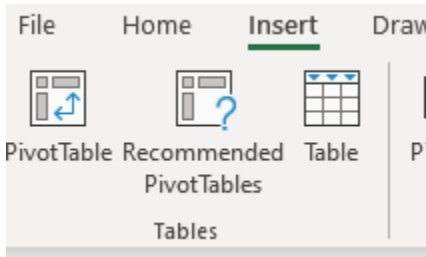 File Home Insert Draw
PivotTable Recommended Table
PivotTables
Tables